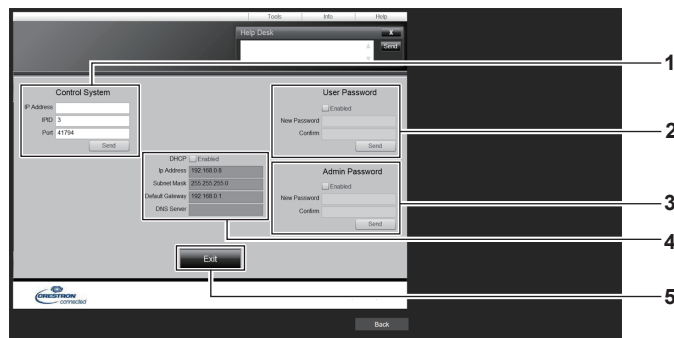 Tools Info Help
Help Desk X
Send
1
Control System
IP Address
IPID 3
Port 41794
Send
User Password
Enabled
New Password
Confirm
Send
2
DHCP Enabled
Ip Address 192.168.0.8
Subnet Mask 255.255.255.0
Default Gateway 192.168.0.1
DNS Server
Admin Password
Enabled
New Password
Confirm
Send
3
4
Exit
5
CRESTRON
connected
Back